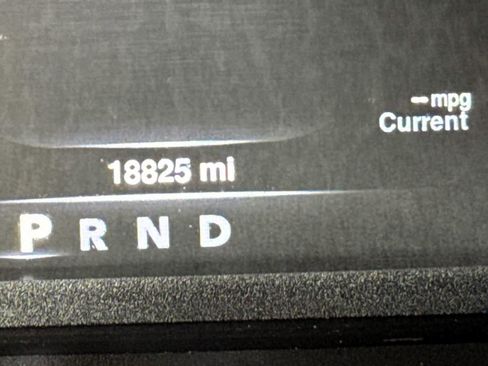 --mpg
Current
18825 mi
P R N D